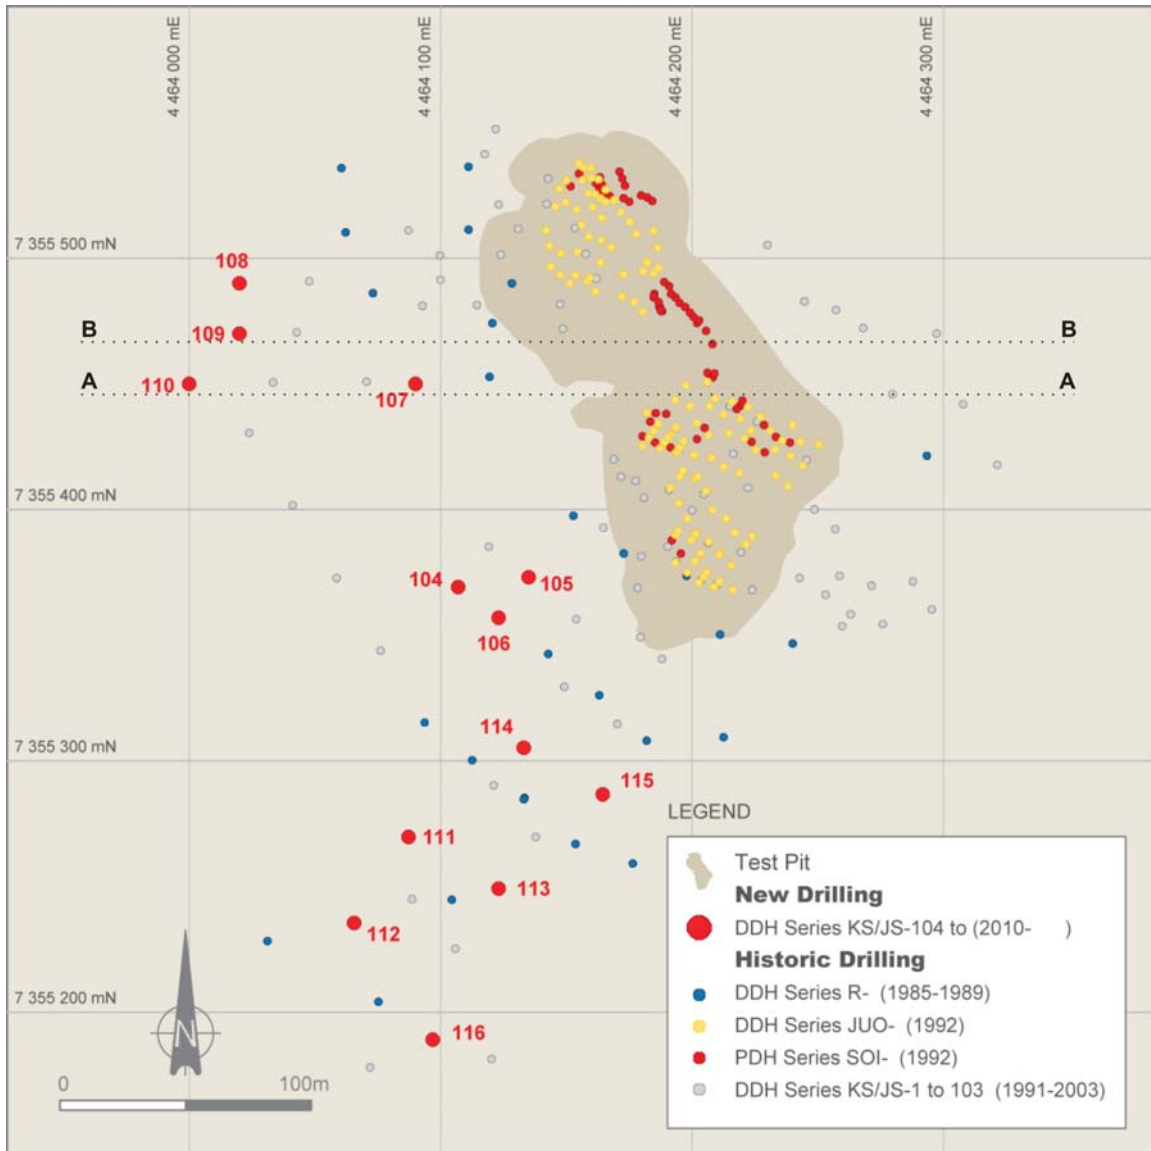 4 464 000 mE
4 464 100 mE
4 464 200 mE
4 464 300 mE
7 355 500 mN
108
B
109
B
A
110
107
A
7 355 400 mN
104
105
106
114
7 355 300 mN
115
LEGEND
111
Test Pit
113
New Drilling
112
DDH Series KS/JS-104 to (2010- )
Historic Drilling
DDH Series R- (1985-1989)
7 355 200 mN
DDH Series JUO- (1992)
116
N
PDH Series SOI- (1992)
0
100m
DDH Series KS/JS-1 to 103 (1991-2003)